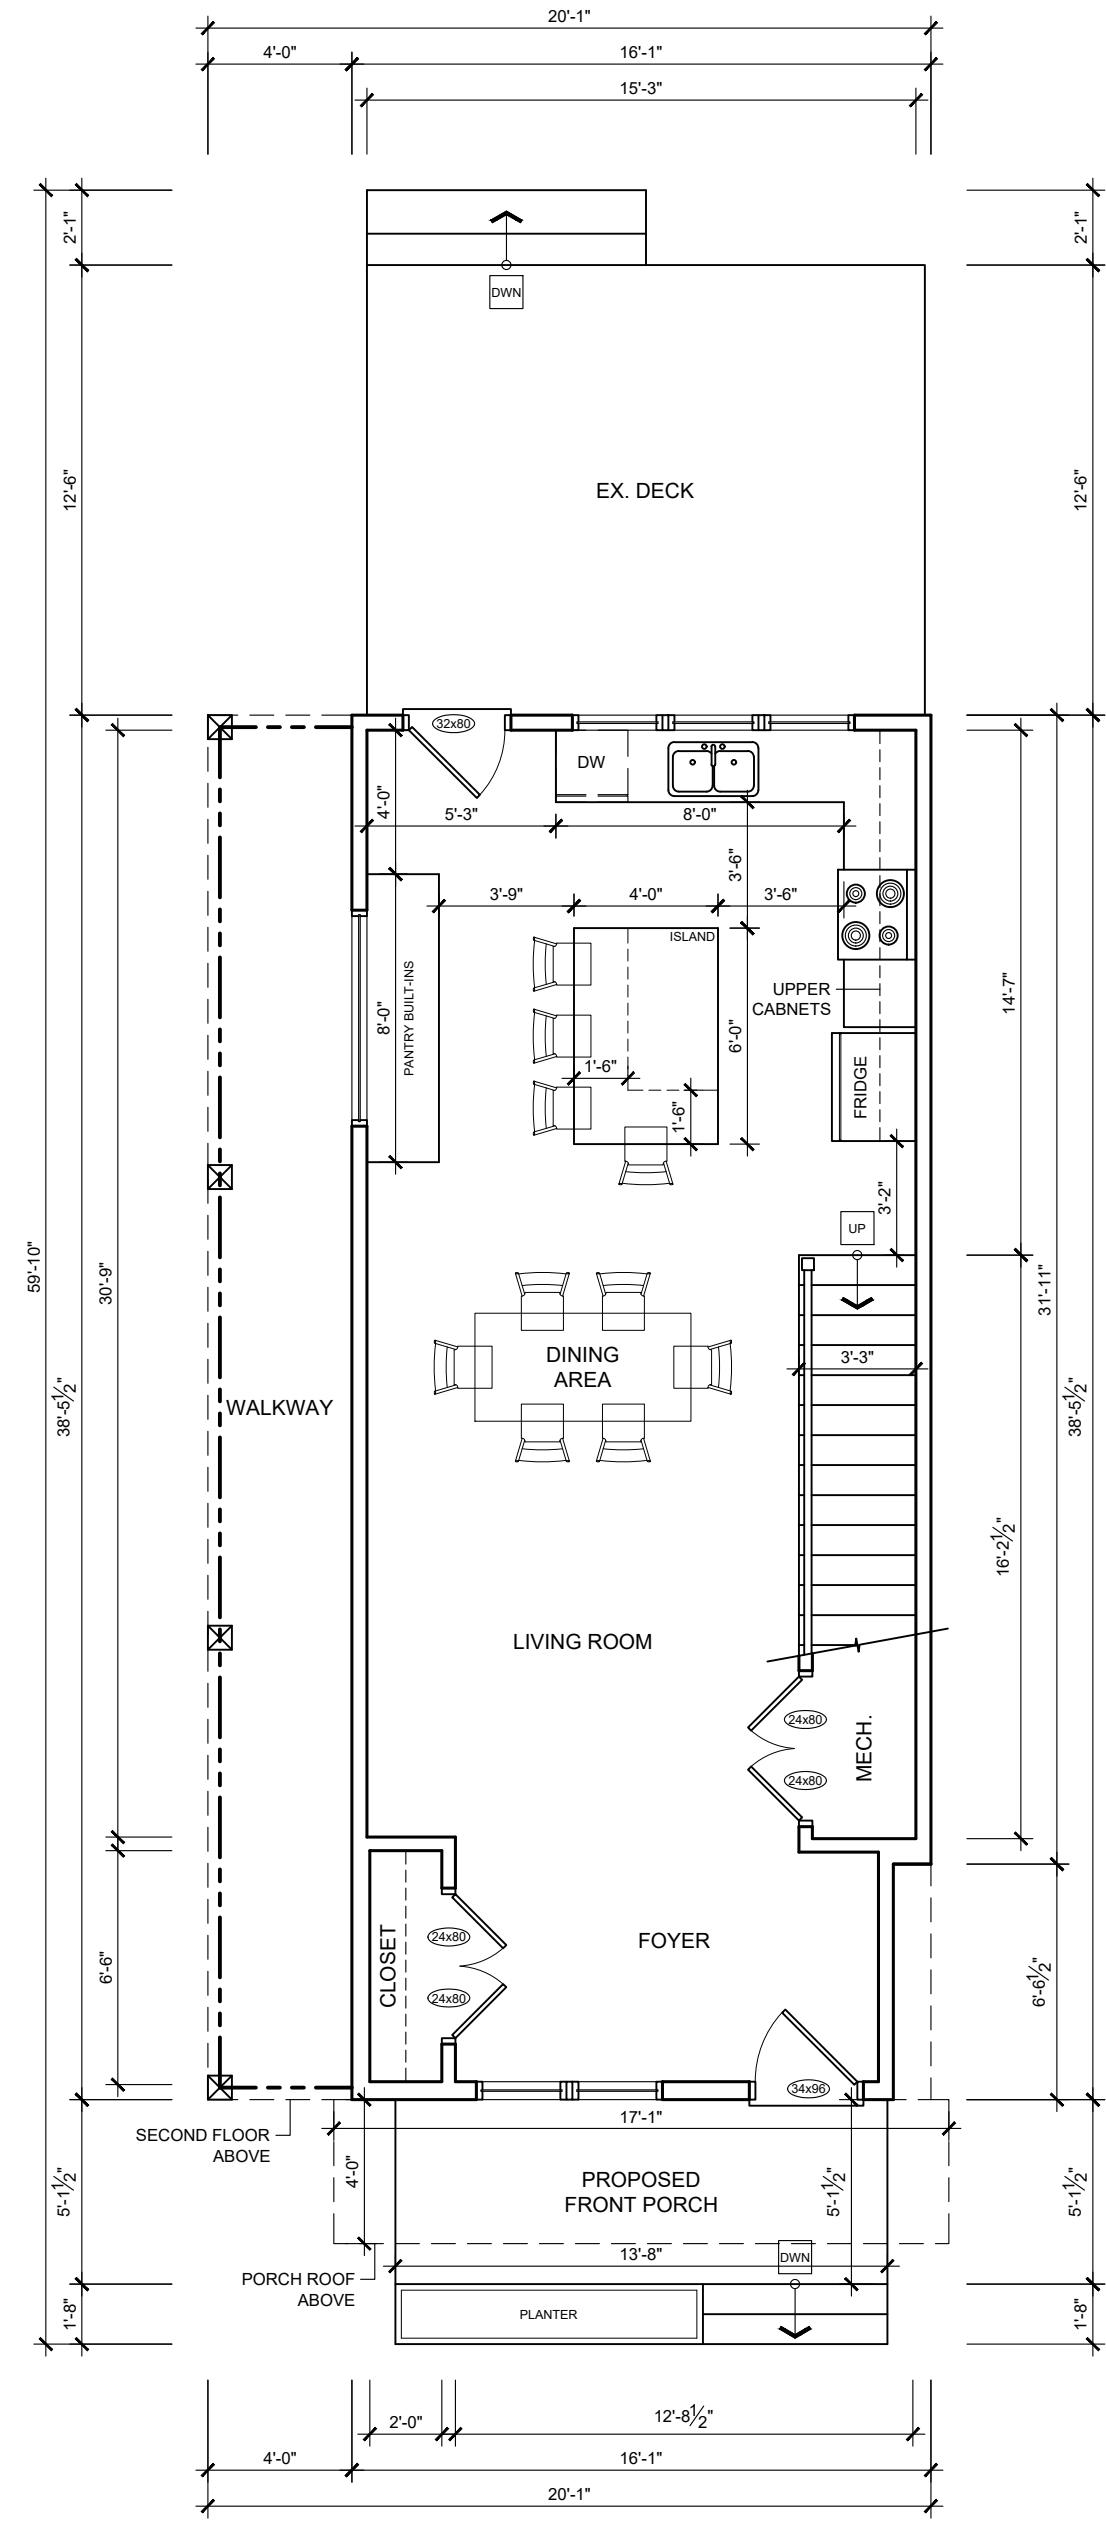 20'-1"
4'-0"
16'-1"
15'-3"
2'-1"
2'-1"
DWN
12'-6"
EX. DECK
12'-6"
32x80
DW
4'-0"
5'-3"
8'-0"
3'-6"
3'-9"
4'-0"
3'-6"
ISLAND
8'-0"
PANTRY BUILT-INS
UPPER
CABNETS
14'-7"
6'-0"
1'-6"
1'-6"
FRIDGE
3'-2"
UP
59'-10"
30'-9"
31'-11"
DINING
AREA
3'-3"
38'-5½"
WALKWAY
38'-5½"
16'-2½"
LIVING ROOM
24x80
24x80
MECH.
CLOSET
24x80
24x80
FOYER
6'-6"
6'-6½"
34x96
17'-1"
SECOND FLOOR
ABOVE
4'-0"
5'-1½"
PROPOSED
FRONT PORCH
5'-1½"
5'-1½"
13'-8"
DWN
PORCH ROOF
ABOVE
1'-8"
PLANTER
1'-8"
2'-0"
12'-8½"
4'-0"
16'-1"
20'-1"